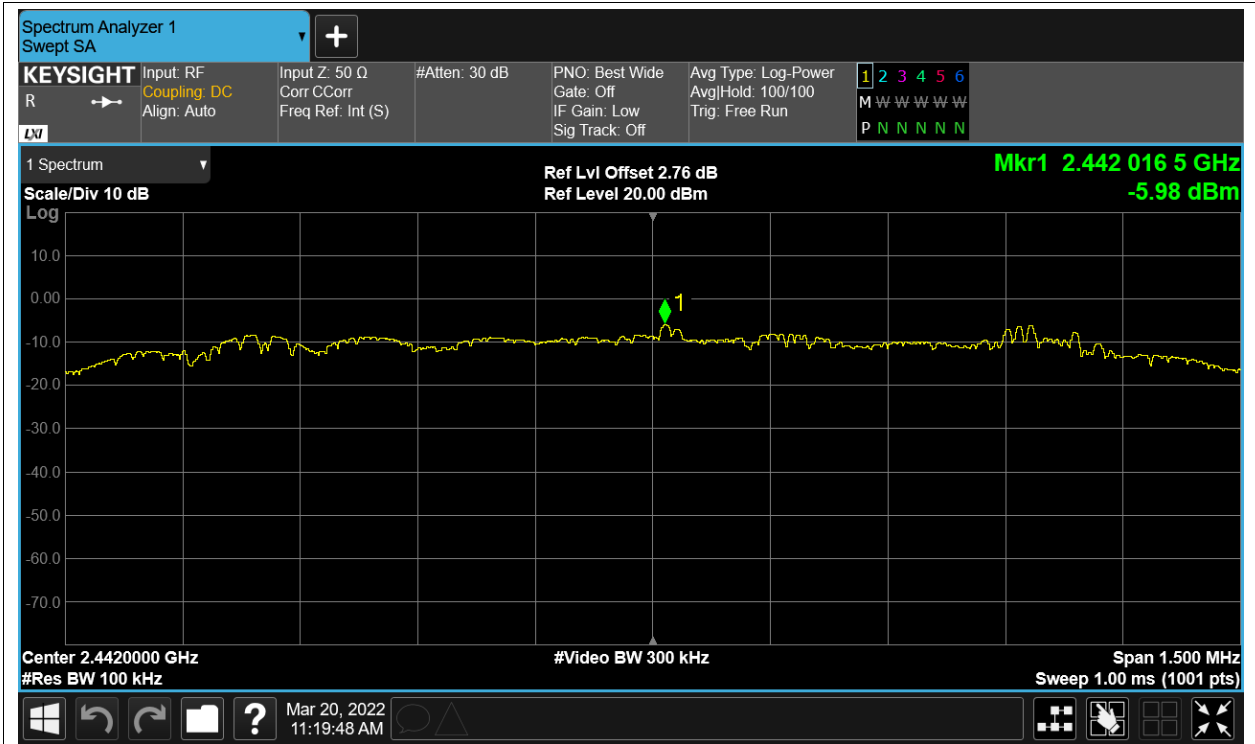 Spectrum Analyzer 1
Swept SA
KEYSIGHT
R
LXI
Input: RF
Coupling: DC
Align: Auto
Input Z: 50 Ω
Corr CCorr
Freq Ref: Int (S)
#Atten: 30 dB
PNO: Best Wide
Gate: Off
IF Gain: Low
Sig Track: Off
Avg Type: Log-Power
Avg|Hold: 100/100
Trig: Free Run
1 2 3 4 5 6
M W W W W W
P N N N N N
1 Spectrum
Scale/Div 10 dB
Log
Ref Lvl Offset 2.76 dB
Ref Level 20.00 dBm
Mkr1 2.442 016 5 GHz
-5.98 dBm
10.0
0.00
1
-10.0
-20.0
-30.0
-40.0
-50.0
-60.0
-70.0
Center 2.4420000 GHz
#Res BW 100 kHz
#Video BW 300 kHz
Span 1.500 MHz
Sweep 1.00 ms (1001 pts)
?
Mar 20, 2022
11:19:48 AM